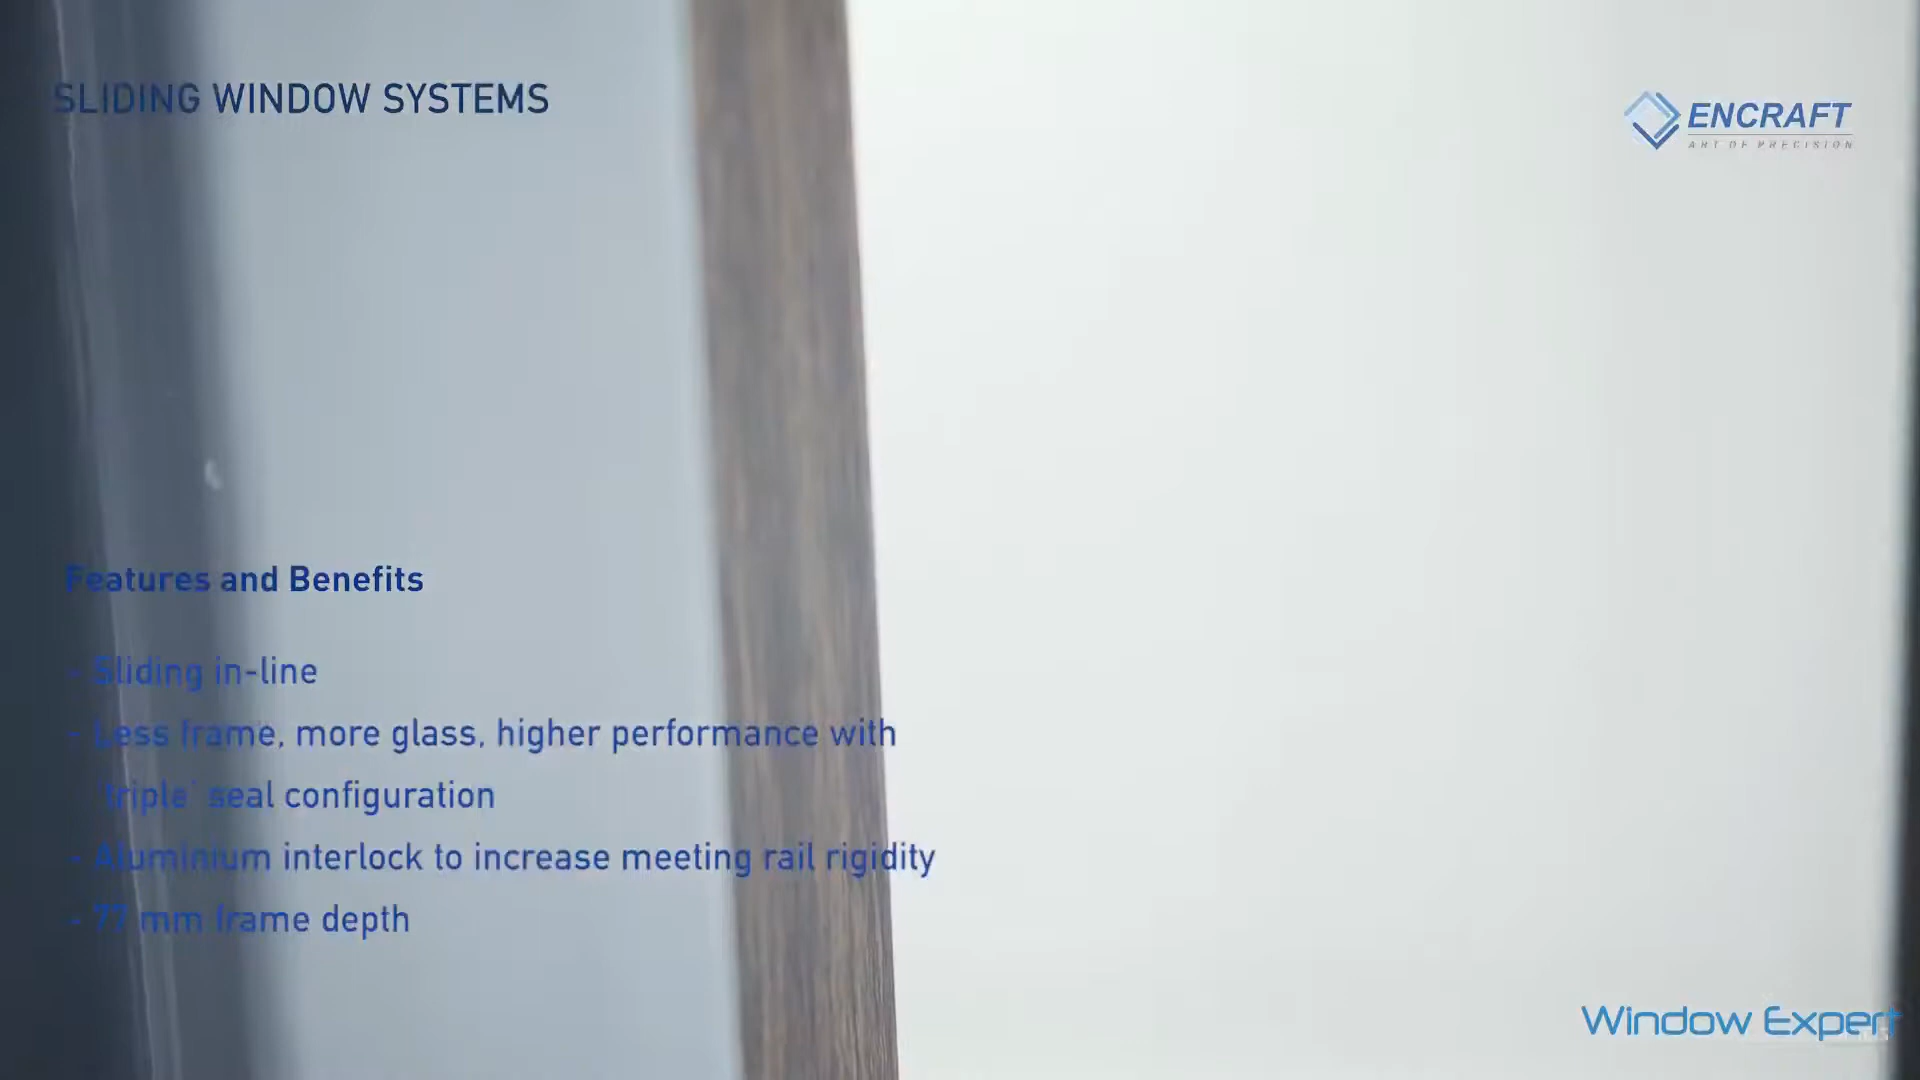 SLIDING WINDOW SYSTEMS
ENCRAFT
ART OF PRECISION
Features and Benefits
- Sliding in-line
- Less frame, more glass, higher performance with
'triple' seal configuration
- Aluminium interlock to increase meeting rail rigidity
- 77 mm frame depth
Window Expert